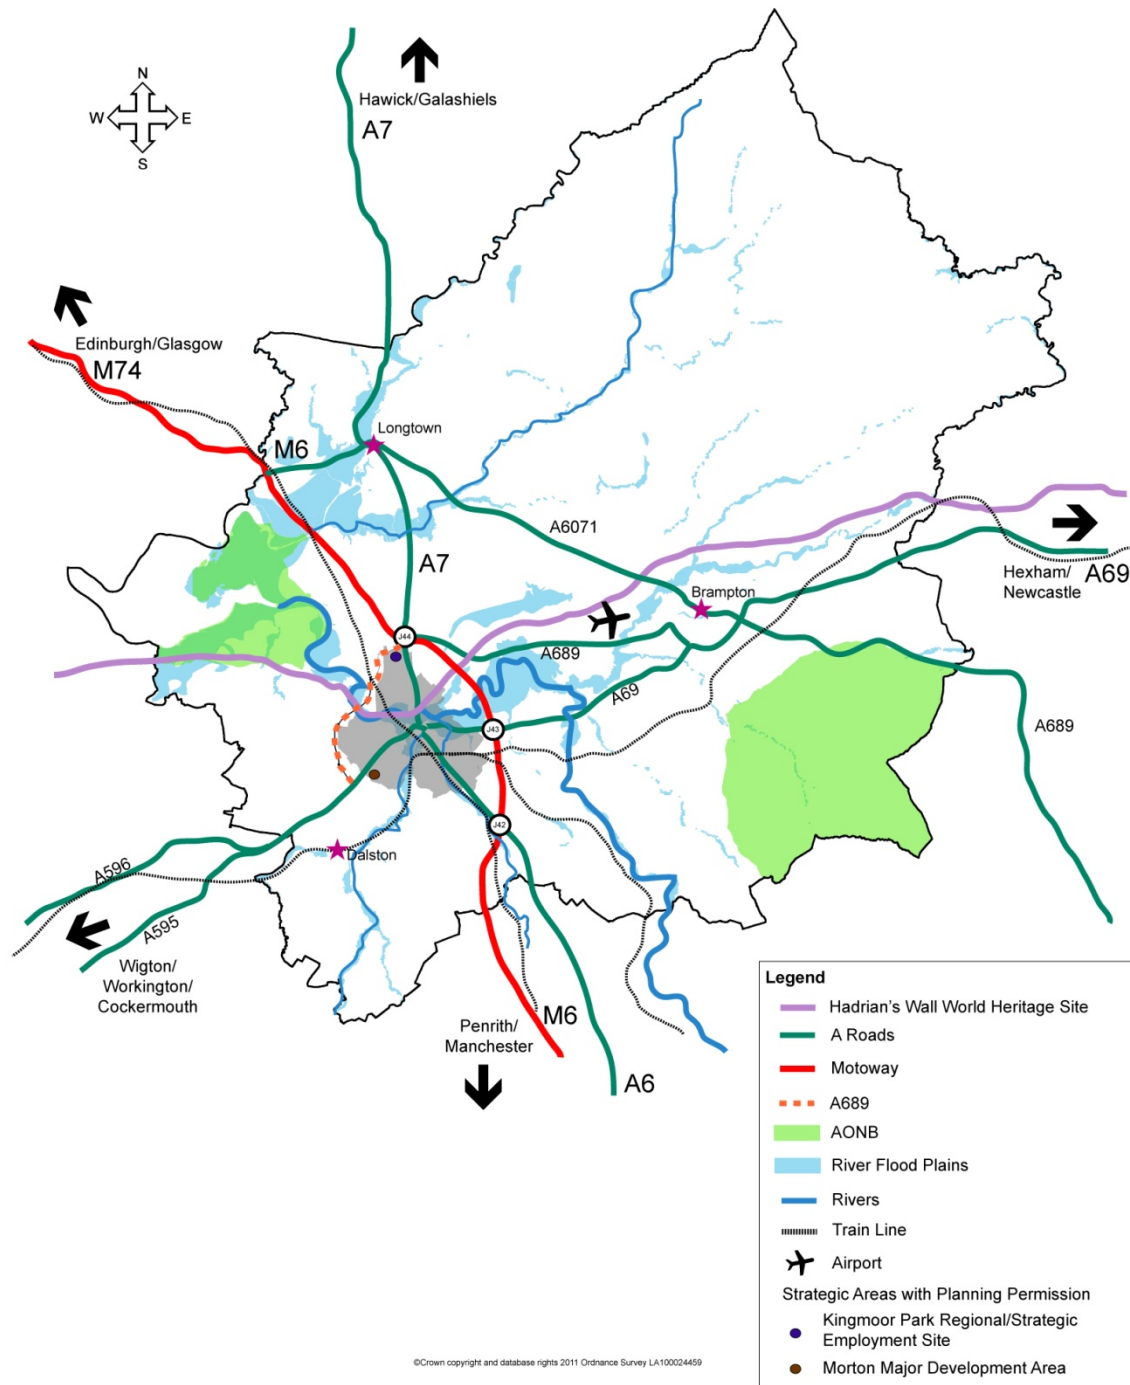 N
W
E
S
Hawick/Galashiels
A7
Edinburgh/Glasgow
M74
M6
Longtown
A6071
A7
Hexham/
Newcastle
A69
Brampton
J44
A689
A69
A689
J43
J42
Dalston
A596
A595
Wigton/
Workington/
Cockermouth
Penrith/
Manchester
M6
A6
Legend
Hadrian's Wall World Heritage Site
A Roads
Motoway
A689
AONB
River Flood Plains
Rivers
Train Line
Airport
Strategic Areas with Planning Permission
Kingmoor Park Regional/Strategic
Employment Site
Morton Major Development Area
©Crown copyright and database rights 2011 Ordnance Survey LA100024459